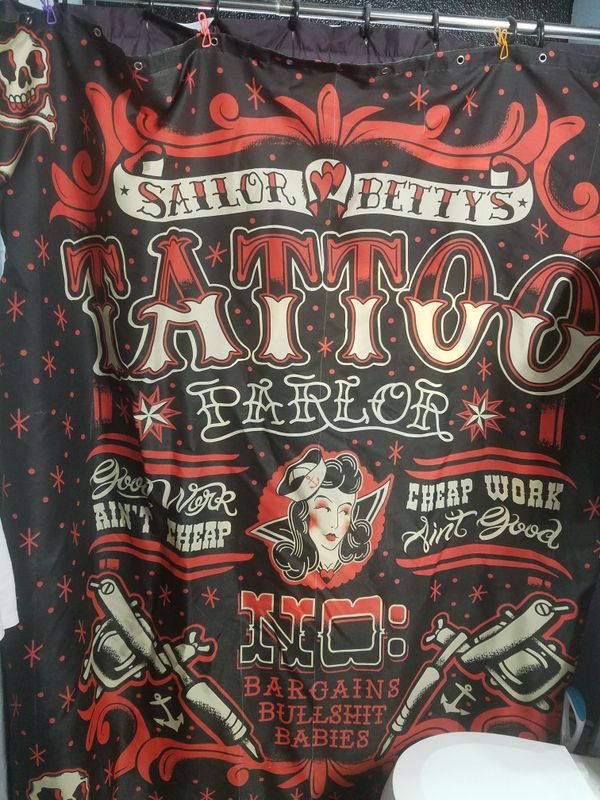 SAILOR BETTY'S
TATTOO
PARLOR
Good Work
AIN'T CHEAP
CHEAP WORK
Ain't Good
NO:
BARGAINS
BULLSHIT
BABIES